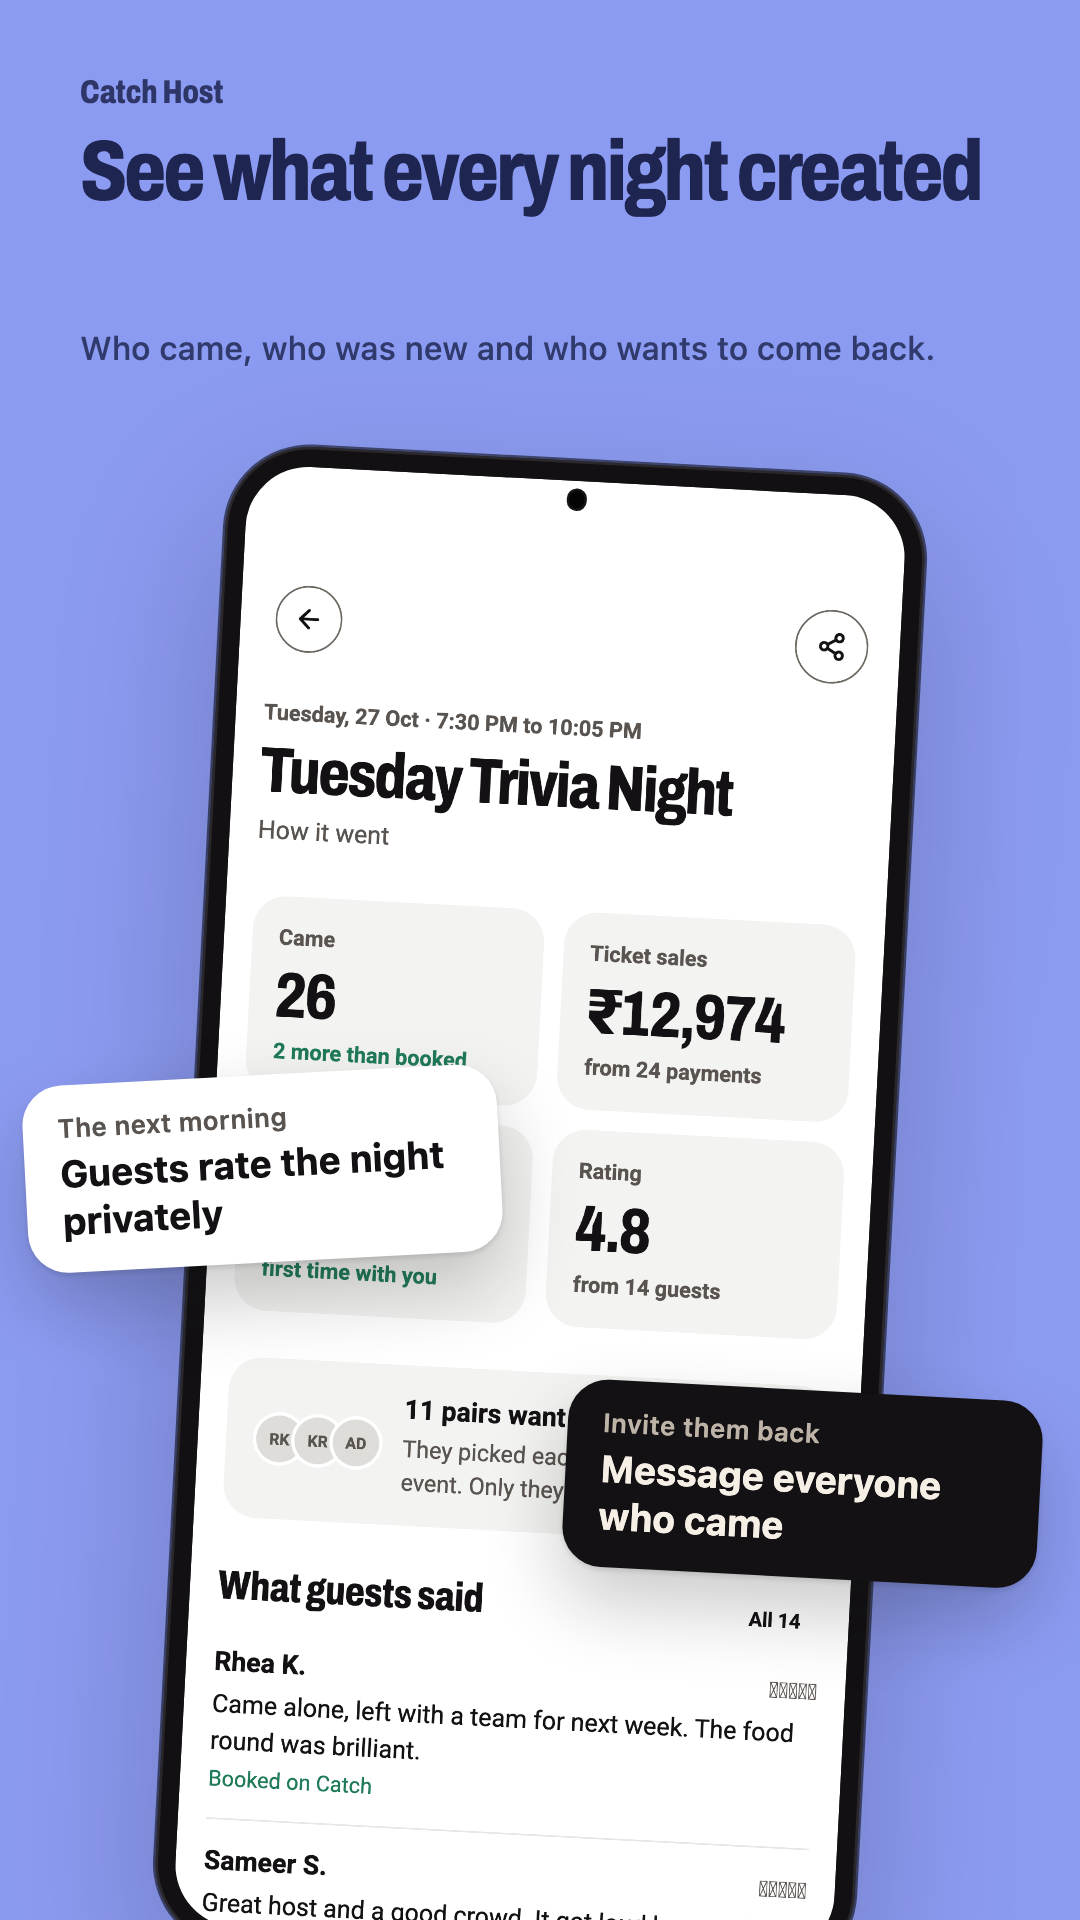 Catch Host
See what every night created
Who came, who was new and who wants to come back.
Tuesday, 27 Oct · 7:30 PM to 10:05 PM
Tuesday Trivia Night
How it went
Came
26
2 more than booked
Ticket sales
₹12,974
from 24 payments
The next morning
Guests rate the night
privately
first time with you
Rating
4.8
from 14 guests
RK KR AD
11 pairs want
They picked
event. Only they
Invite them back
Message everyone
who came
What guests said
All 14
Rhea K.
Came alone, left with a team for next week. The food
round was brilliant.
Booked on Catch
Sameer S.
Great host and a good crowd. It got